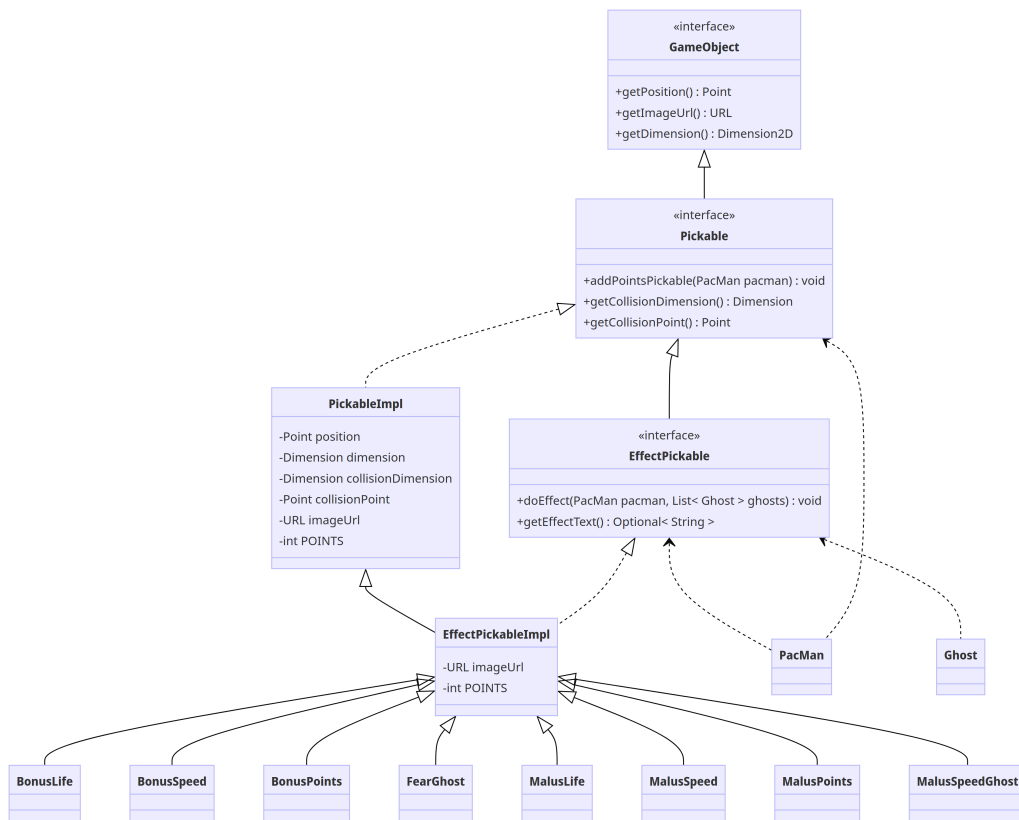 «interface»
GameObject
+getPosition() : Point
+getImageUrl() : URL
+getDimension() : Dimension2D
«interface»
Pickable
+addPointsPickable(PacMan pacman) : void
+getCollisionDimension() : Dimension
+getCollisionPoint() : Point
PickableImpl
-Point position
-Dimension dimension
-Dimension collisionDimension
-Point collisionPoint
-URL imageUrl
-int POINTS
«interface»
EffectPickable
+doEffect(PacMan pacman, List< Ghost > ghosts) : void
+getEffectText() : Optional< String >
EffectPickableImpl
-URL imageUrl
-int POINTS
PacMan
Ghost
BonusLife
BonusSpeed
BonusPoints
FearGhost
MalusLife
MalusSpeed
MalusPoints
MalusSpeedGhost